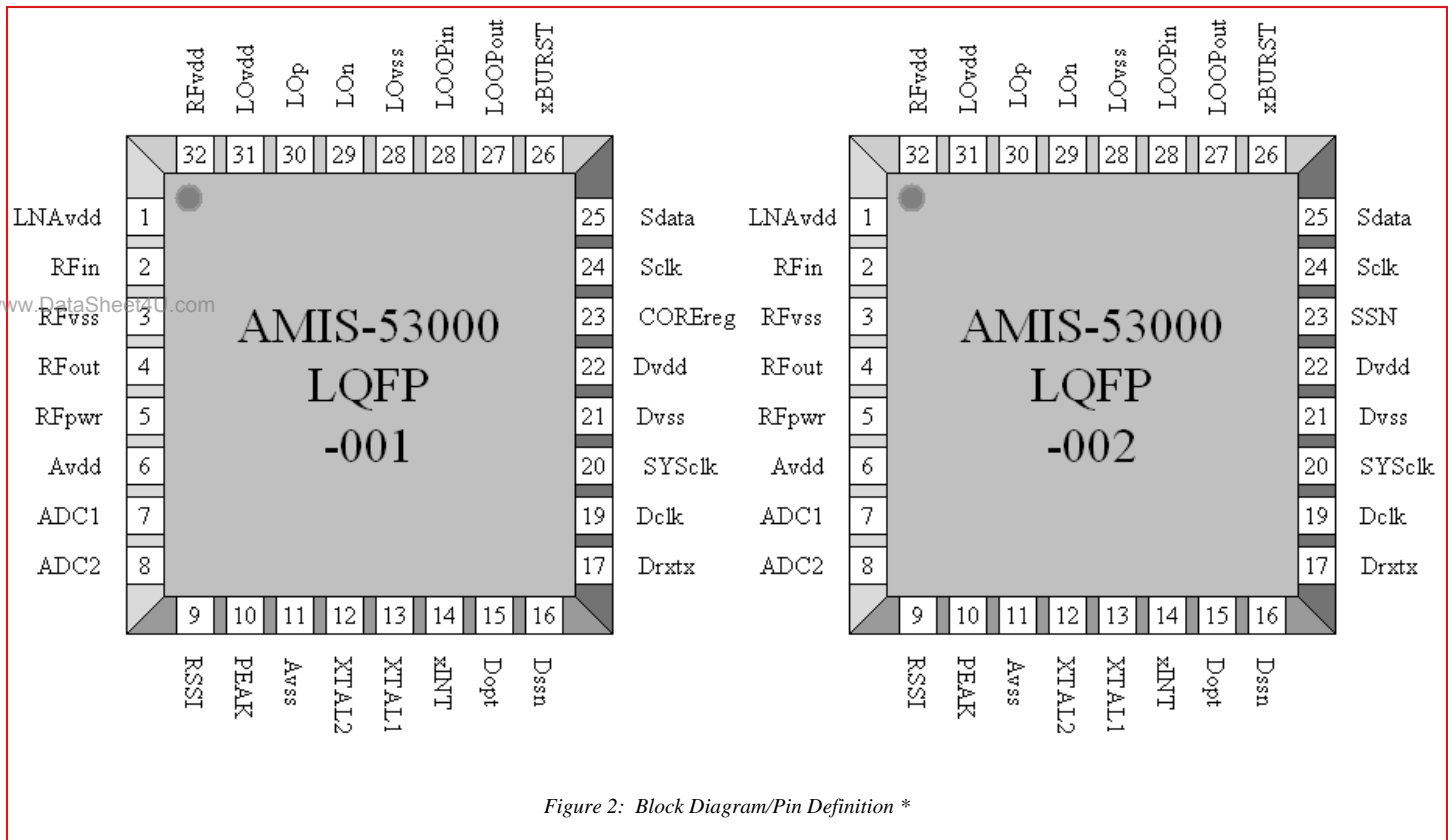 RFvdd LOvdd LOp LOn LOvss LOOPin LOOPout xBURST
32 31 30 29 28 28 27 26
LNAvdd 1
RFin 2
RFvss 3
RFout 4
RFpwr 5
Avdd 6
ADC1 7
ADC2 8
AMIS-53000
LQFP
-001
25 Sdata
24 Sclk
23 COREreg
22 Dvdd
21 Dvss
20 SYSclk
19 Dclk
17 Drxtx
9 10 11 12 13 14 15 16
RSSI PEAK Avss XTAL2 XTAL1 xINT Dopt Dssn
RFvdd LOvdd LOp LOn LOvss LOOPin LOOPout xBURST
32 31 30 29 28 28 27 26
LNAvdd 1
RFin 2
RFvss 3
RFout 4
RFpwr 5
Avdd 6
ADC1 7
ADC2 8
AMIS-53000
LQFP
-002
25 Sdata
24 Sclk
23 SSN
22 Dvdd
21 Dvss
20 SYSclk
19 Dclk
17 Drxtx
9 10 11 12 13 14 15 16
RSSI PEAK Avss XTAL2 XTAL1 xINT Dopt Dssn
www.DataSheet4U.com
Figure 2: Block Diagram/Pin Definition *